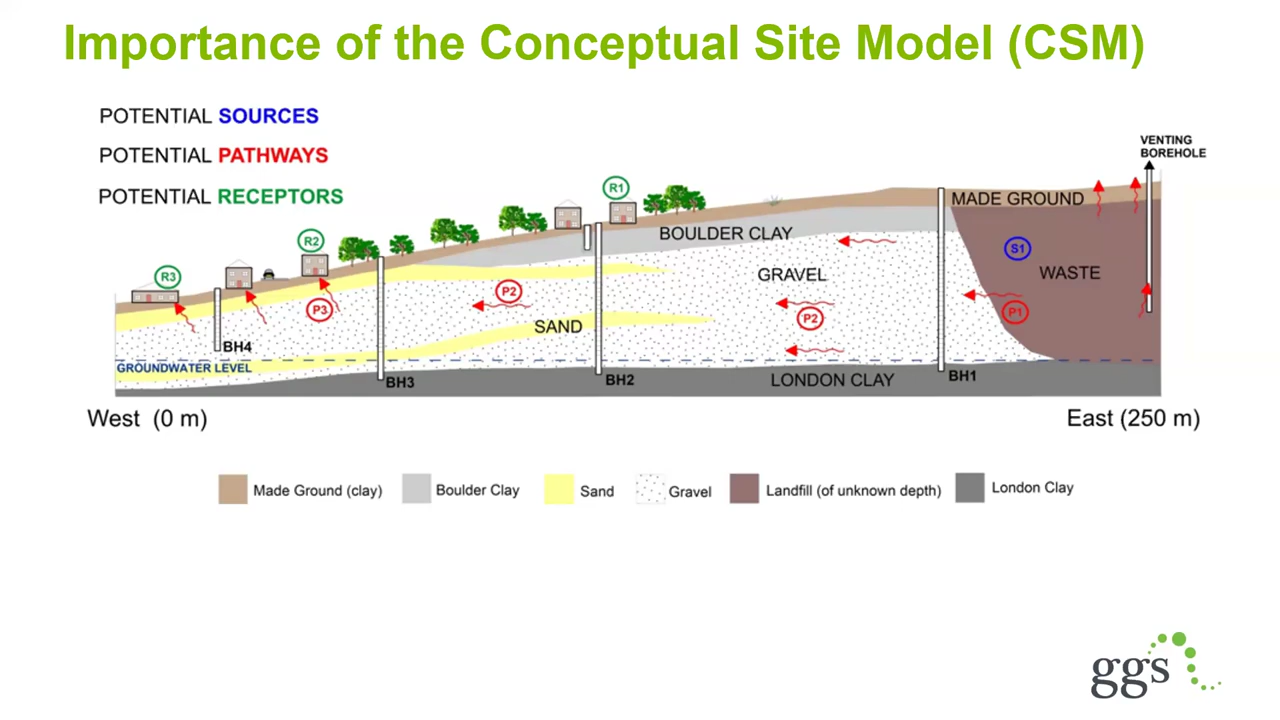 Importance of the Conceptual Site Model (CSM)
POTENTIAL SOURCES
POTENTIAL PATHWAYS
POTENTIAL RECEPTORS
VENTING
BOREHOLE
R1
MADE GROUND
BOULDER CLAY
R2
S1
R3
GRAVEL
WASTE
P2
P3
P2
P1
SAND
BH4
GROUNDWATER LEVEL
BH3
BH2
LONDON CLAY
BH1
West (0 m)
East (250 m)
Made Ground (clay)
Boulder Clay
Sand
Gravel
Landfill (of unknown depth)
London Clay
ggs